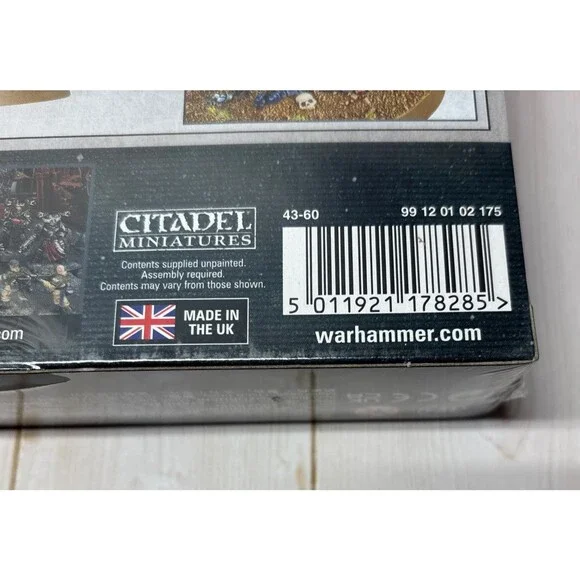 CITADEL
MINIATURES
Contents supplied unpainted.
Assembly required.
Contents may vary from those shown.
MADE IN
THE UK
43-60 99 12 01 02 175
5 011921 178285 >
warhammer.com
.com